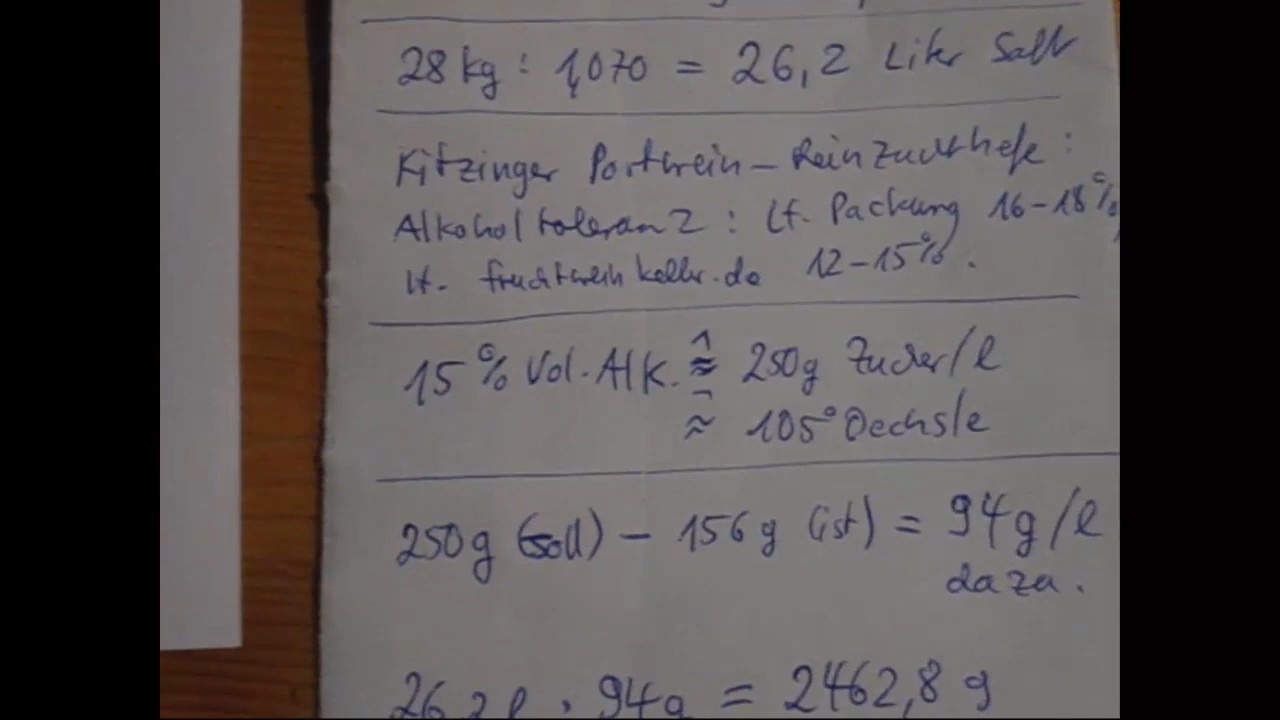 28 kg : 1,070 = 26,2 Liter Saft
Kitzinger Portwein – Reinzuchthefe :
Alkoholtoleranz : Lt. Packung 16–18%
lt. fruchtweinkeller.de 12–15%.
15% Vol. Alk. ≙ 250g Zucker/l
≈ 105° Oechsle
250g (soll) – 156g (ist) = 94g/l
dazu.
26,2 l · 94g = 2462,8 g